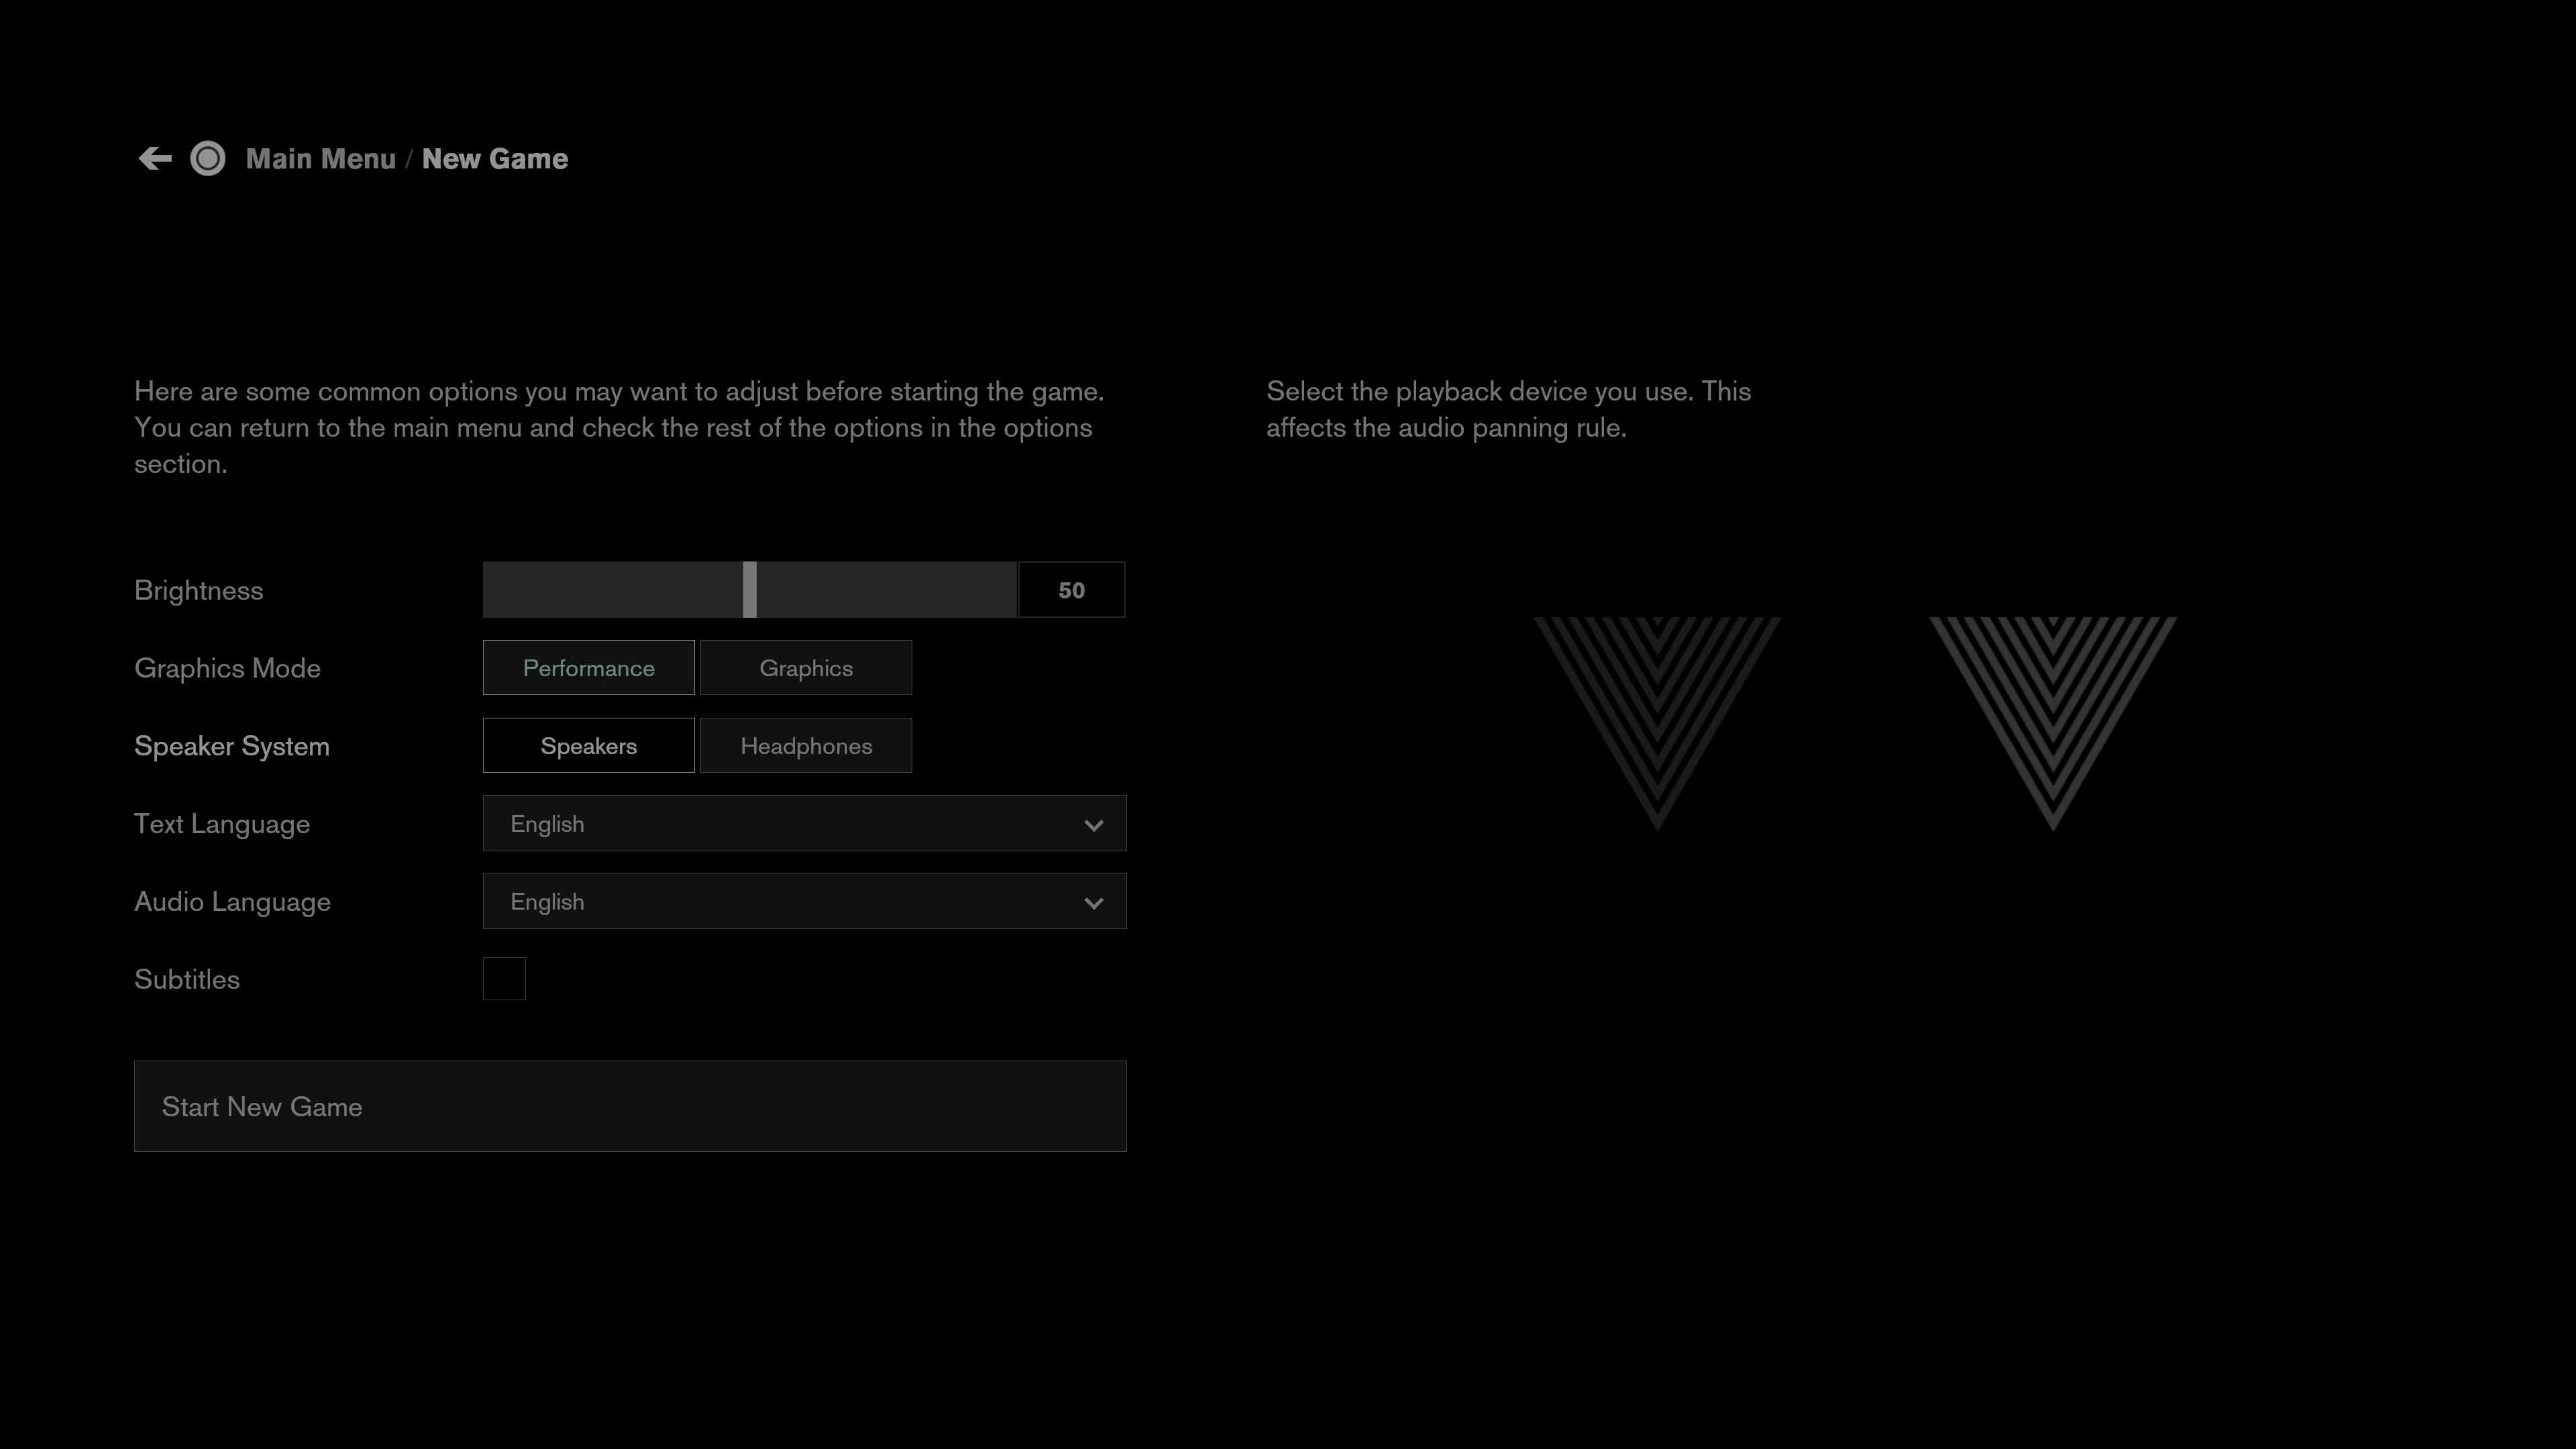 Main Menu / New Game
Here are some common options you may want to adjust before starting the game.
You can return to the main menu and check the rest of the options in the options
section.
Select the playback device you use. This
affects the audio panning rule.
Brightness
50
Graphics Mode
Performance
Graphics
Speaker System
Speakers
Headphones
Text Language
English
Audio Language
English
Subtitles
Start New Game